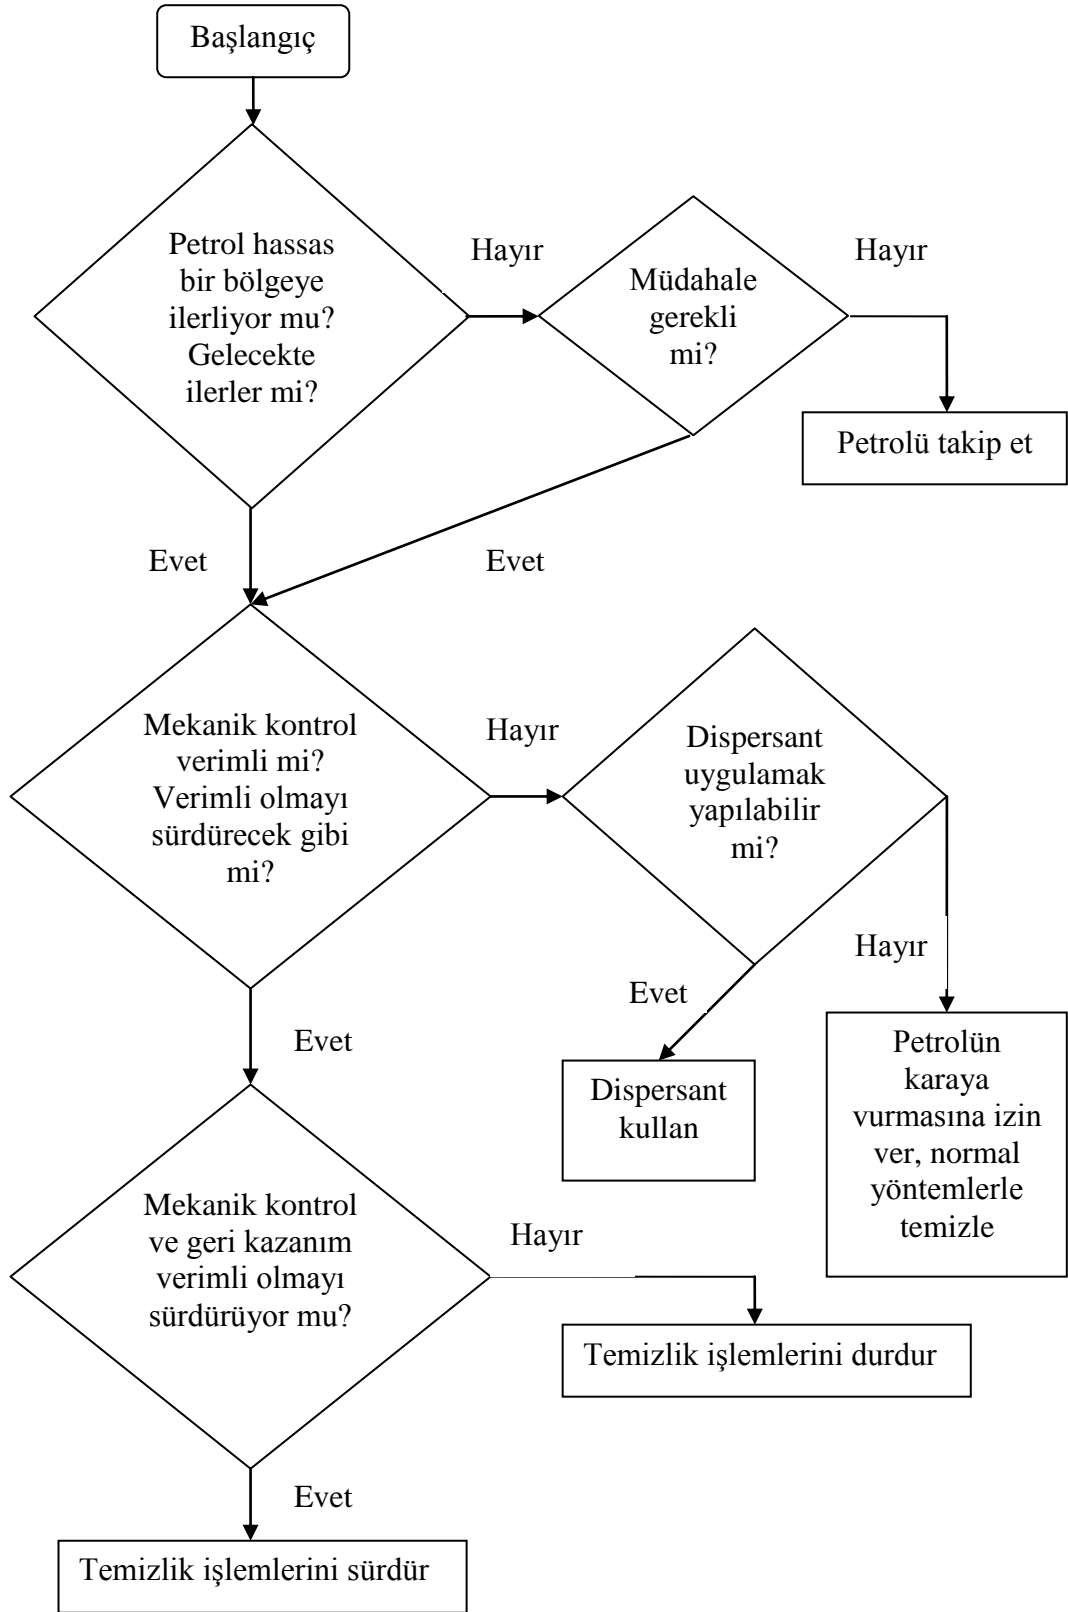 Başlangıç
Petrol hassas
bir bölgeye
ilerliyor mu?
Gelecekte
ilerler mi?
Hayır
Müdahale
gerekli
mi?
Hayır
Petrolü takip et
Evet
Evet
Mekanik kontrol
verimli mi?
Verimli olmayı
sürdürecek gibi
mi?
Hayır
Dispersant
uygulamak
yapılabilir
mi?
Hayır
Evet
Evet
Dispersant
kullan
Petrolün
karaya
vurmasına izin
ver, normal
yöntemlerle
temizle
Mekanik kontrol
ve geri kazanım
verimli olmayı
sürdürüyor mu?
Hayır
Temizlik işlemlerini durdur
Evet
Temizlik işlemlerini sürdür